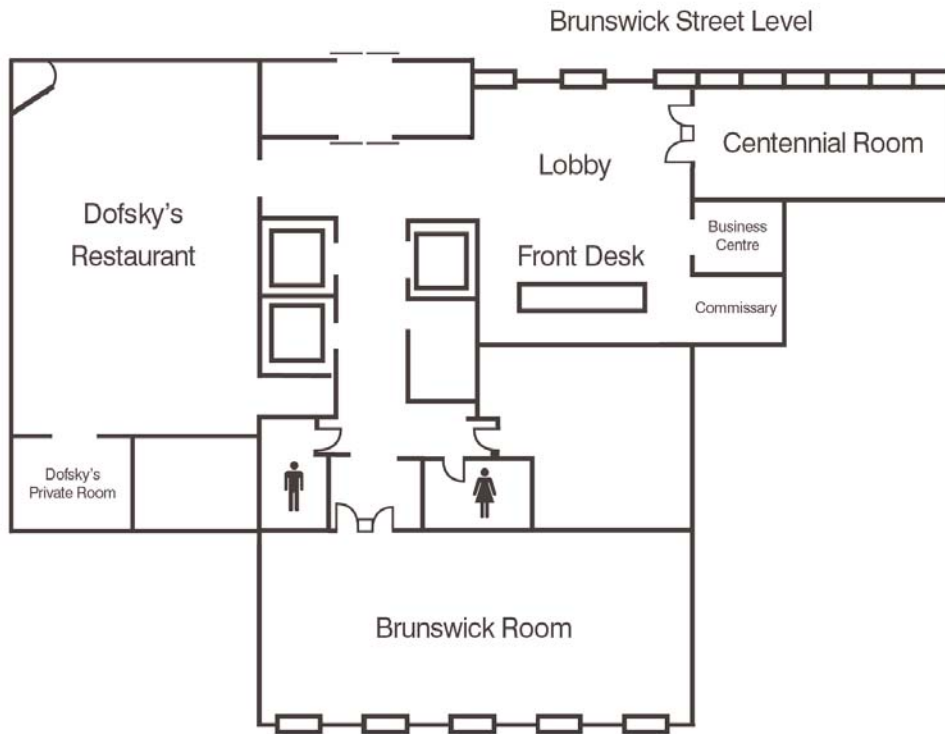 Brunswick Street Level
Centennial Room
Lobby
Dofsky's
Restaurant
Business
Centre
Front Desk
Commissary
Dofsky's
Private Room
Brunswick Room